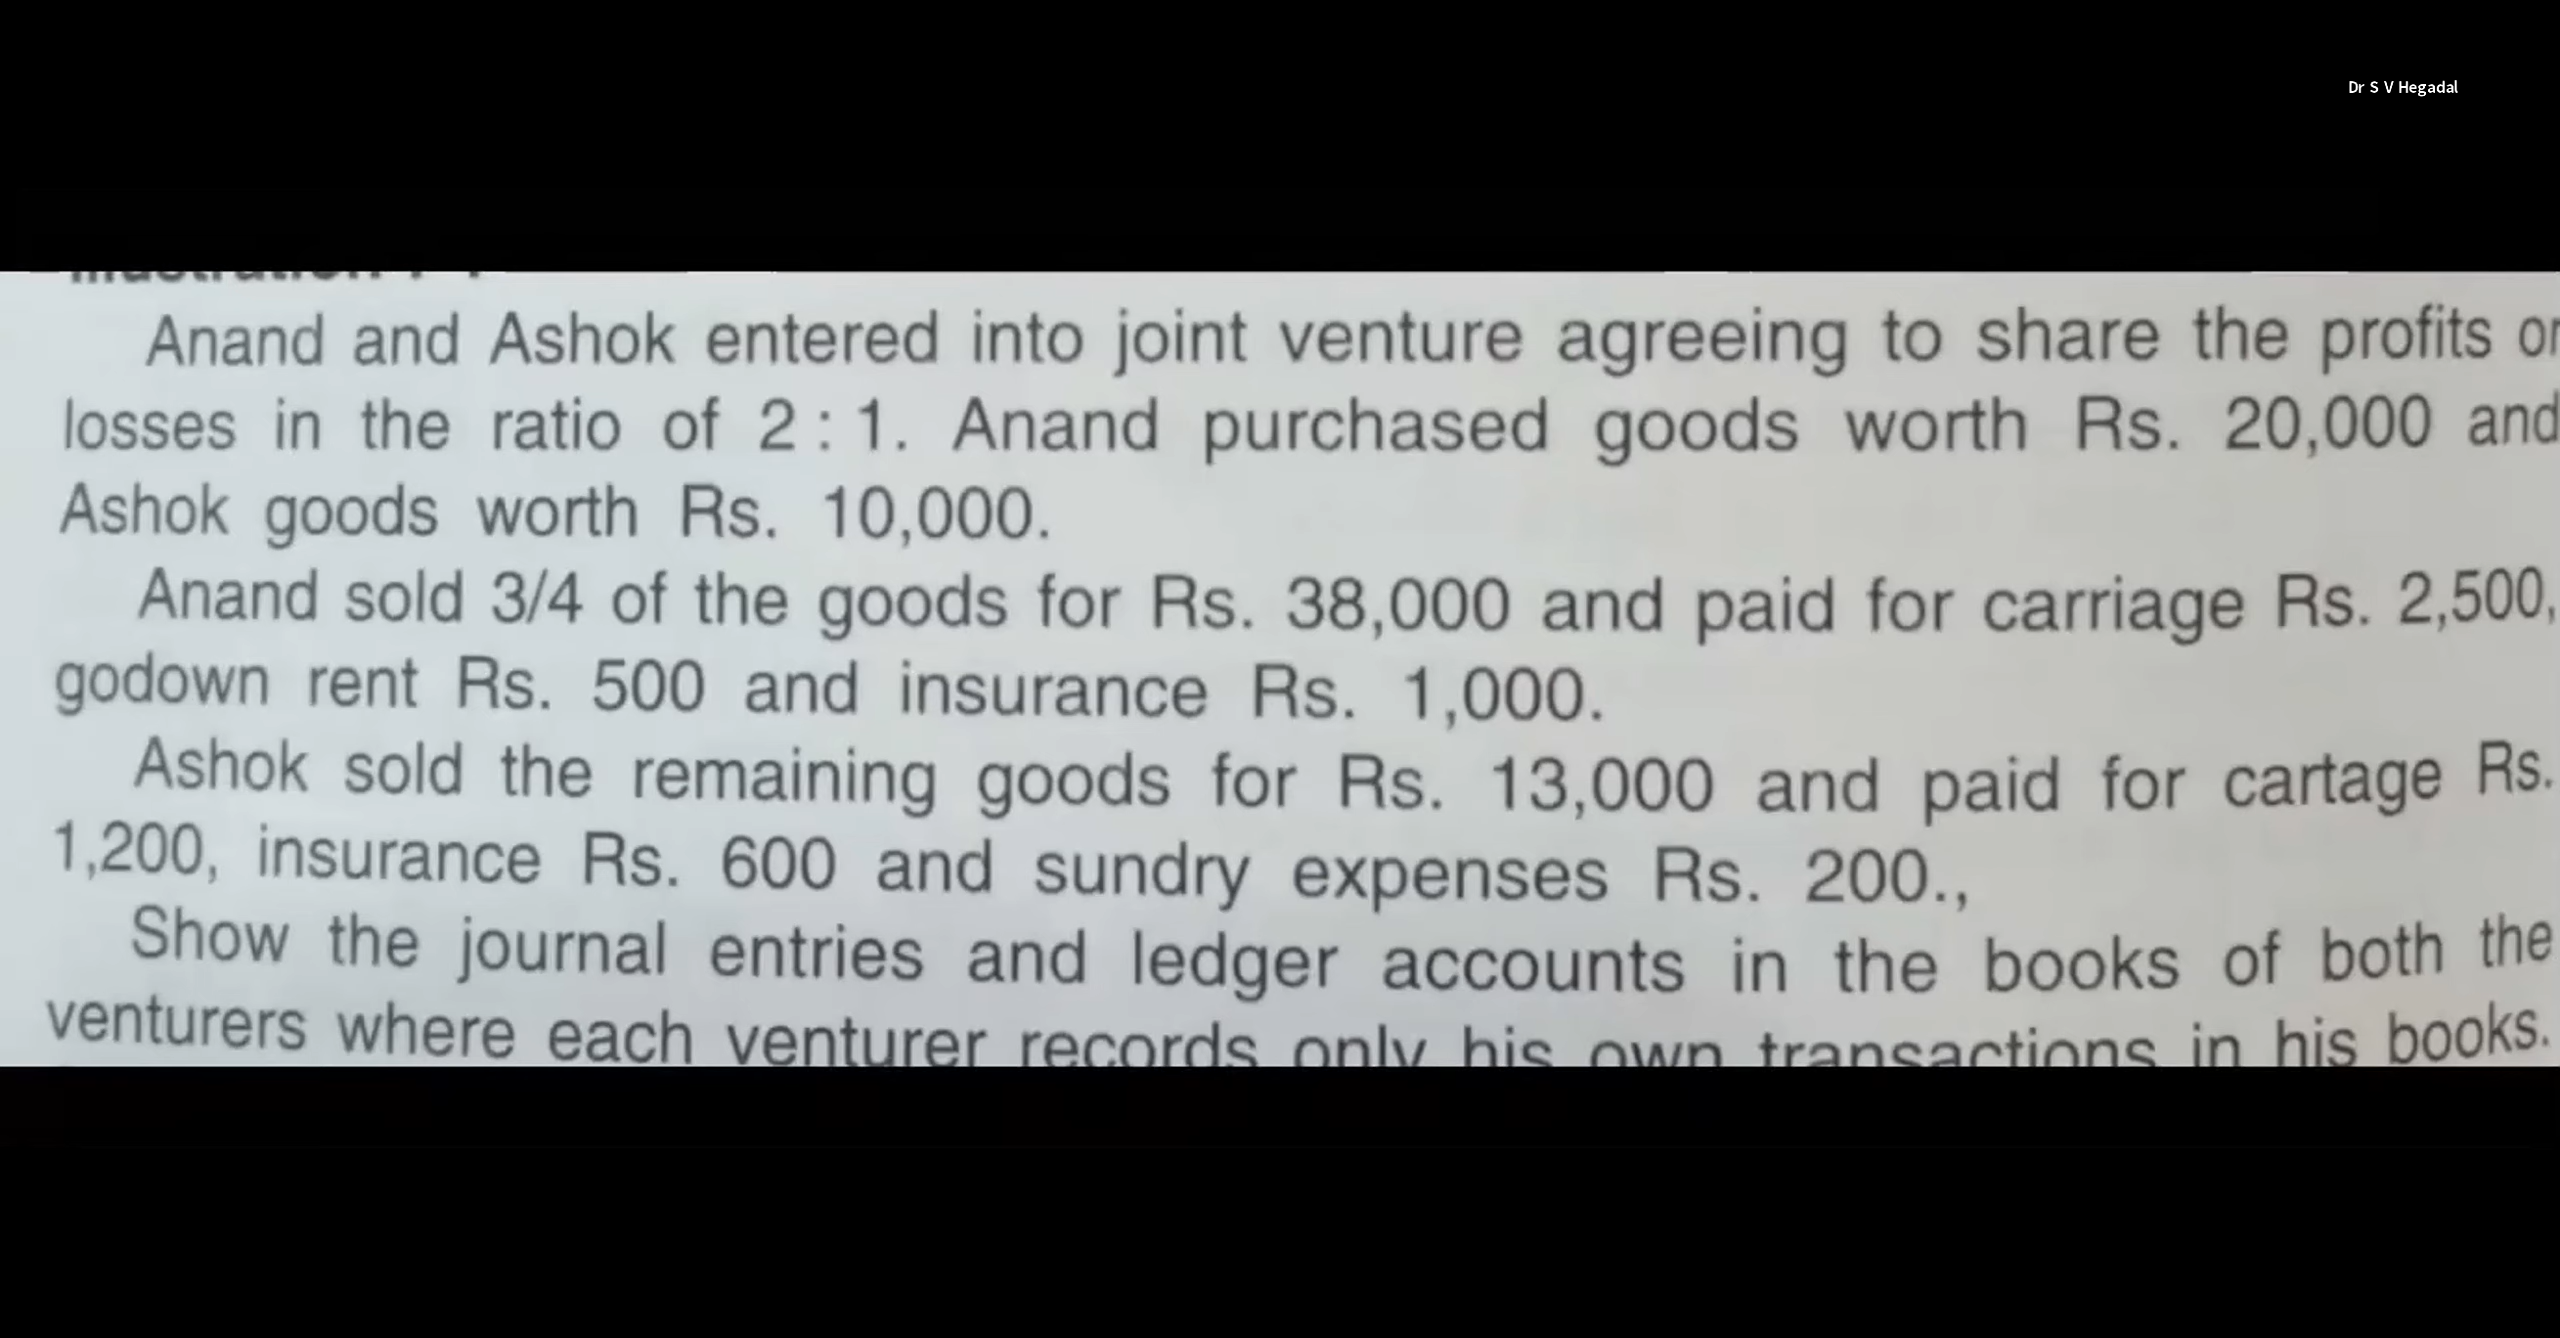 Dr S V Hegadal
Anand and Ashok entered into joint venture agreeing to share the profits or
losses in the ratio of 2 : 1. Anand purchased goods worth Rs. 20,000 and
Ashok goods worth Rs. 10,000.
Anand sold 3/4 of the goods for Rs. 38,000 and paid for carriage Rs. 2,500,
godown rent Rs. 500 and insurance Rs. 1,000.
Ashok sold the remaining goods for Rs. 13,000 and paid for cartage Rs.
1,200, insurance Rs. 600 and sundry expenses Rs. 200.,
Show the journal entries and ledger accounts in the books of both the
venturers where each venturer records only his own transactions in his books.